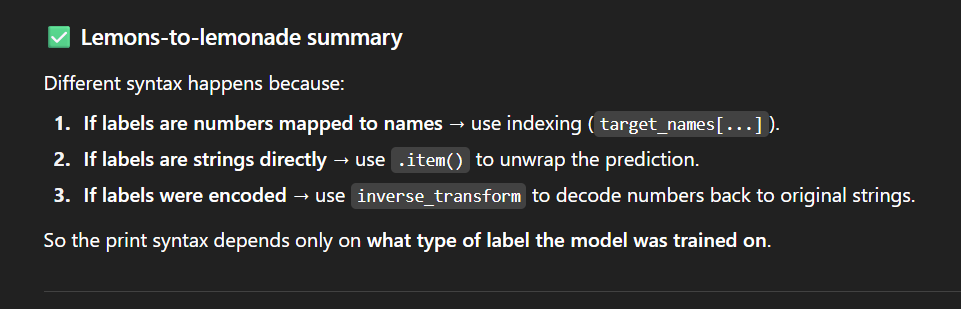 ✅ Lemons-to-lemonade summary
Different syntax happens because:
1. If labels are numbers mapped to names → use indexing (target_names[...]).
2. If labels are strings directly → use .item() to unwrap the prediction.
3. If labels were encoded → use inverse_transform to decode numbers back to original strings.
So the print syntax depends only on what type of label the model was trained on.